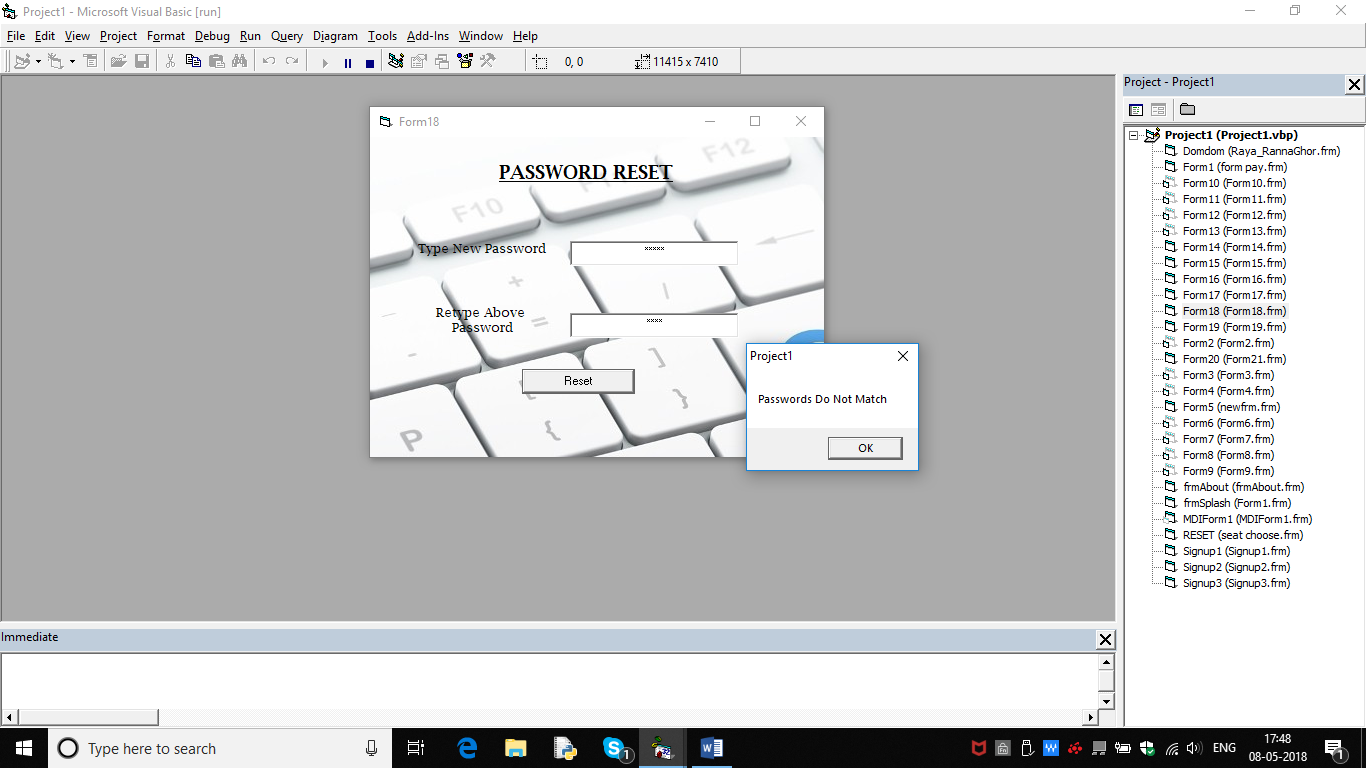 Project1 - Microsoft Visual Basic [run]
File Edit View Project Format Debug Run Query Diagram Tools Add-Ins Window Help
0, 0 11415 x 7410
Form18
F12
F10
PASSWORD RESET
Type New Password *****
+
=
|
Retype Above
Password ****
-
]
}
[
{
P
Reset
Project1
Passwords Do Not Match
OK
Project - Project1
Project1 (Project1.vbp)
Domdom (Raya_RannaGhor.frm)
Form1 (form pay.frm)
Form10 (Form10.frm)
Form11 (Form11.frm)
Form12 (Form12.frm)
Form13 (Form13.frm)
Form14 (Form14.frm)
Form15 (Form15.frm)
Form16 (Form16.frm)
Form17 (Form17.frm)
Form18 (Form18.frm)
Form19 (Form19.frm)
Form2 (Form2.frm)
Form20 (Form21.frm)
Form3 (Form3.frm)
Form4 (Form4.frm)
Form5 (newfrm.frm)
Form6 (Form6.frm)
Form7 (Form7.frm)
Form8 (Form8.frm)
Form9 (Form9.frm)
frmAbout (frmAbout.frm)
frmSplash (Form1.frm)
MDIForm1 (MDIForm1.frm)
RESET (seat choose.frm)
Signup1 (Signup1.frm)
Signup2 (Signup2.frm)
Signup3 (Signup3.frm)
Immediate
Type here to search
ENG
17:48
08-05-2018
1
1